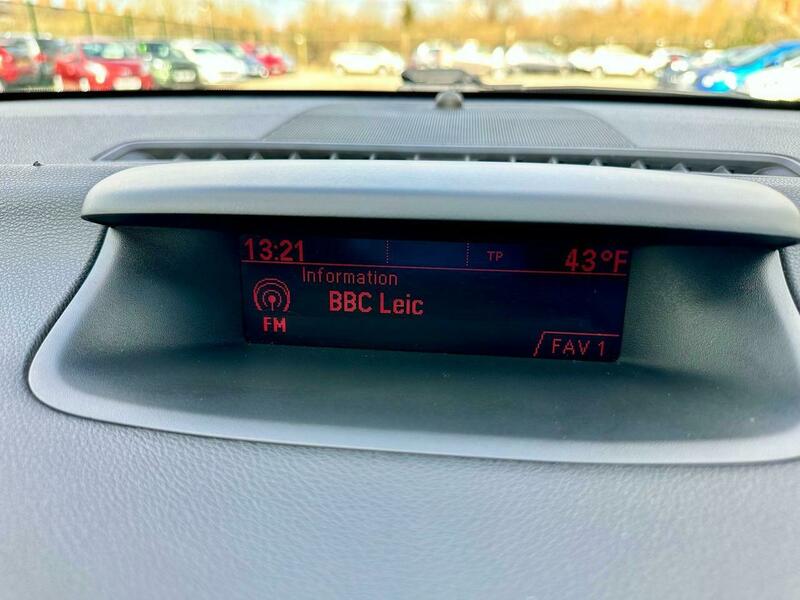 13:21 TP 43°F
Information
BBC Leic
FM
FAV 1